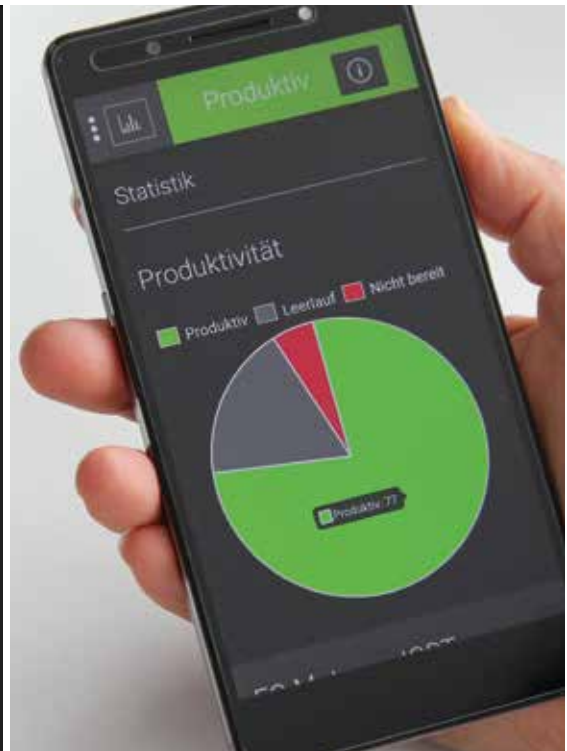 Produktiv
Statistik
Produktivität
Produktiv Leerlauf Nicht bereit
Produktiv: 77